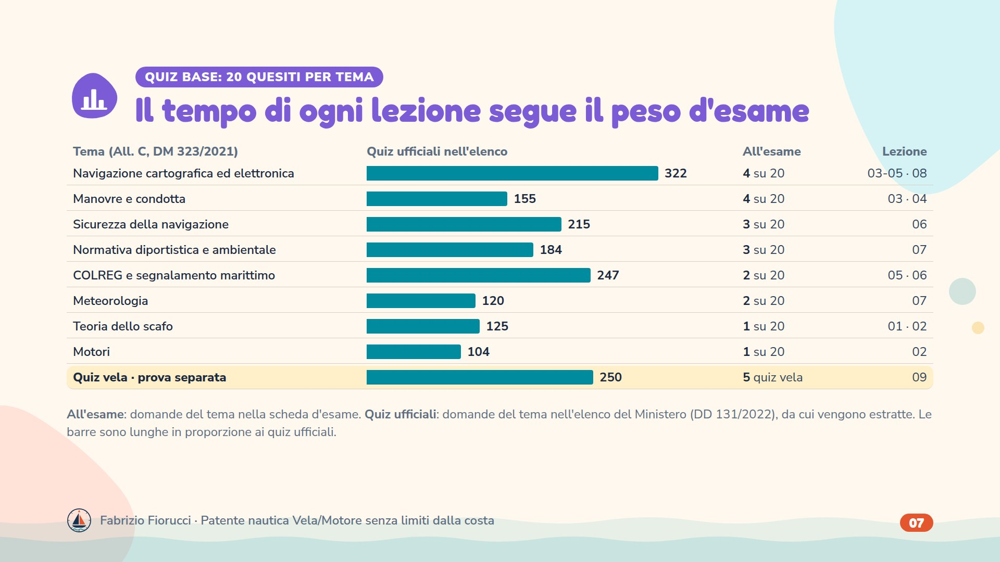 QUIZ BASE: 20 QUESITI PER TEMA
Il tempo di ogni lezione segue il peso d'esame
Tema (All. C, DM 323/2021) Quiz ufficiali nell'elenco All'esame Lezione
Navigazione cartografica ed elettronica 322 4 su 20 03-05 · 08
Manovre e condotta 155 4 su 20 03 · 04
Sicurezza della navigazione 215 3 su 20 06
Normativa diportistica e ambientale 184 3 su 20 07
COLREG e segnalamento marittimo 247 2 su 20 05 · 06
Meteorologia 120 2 su 20 07
Teoria dello scafo 125 1 su 20 01 · 02
Motori 104 1 su 20 02
Quiz vela · prova separata 250 5 quiz vela 09
All'esame: domande del tema nella scheda d'esame. Quiz ufficiali: domande del tema nell'elenco del Ministero (DD 131/2022), da cui vengono estratte. Le
barre sono lunghe in proporzione ai quiz ufficiali.
Fabrizio Fiorucci · Patente nautica Vela/Motore senza limiti dalla costa
07